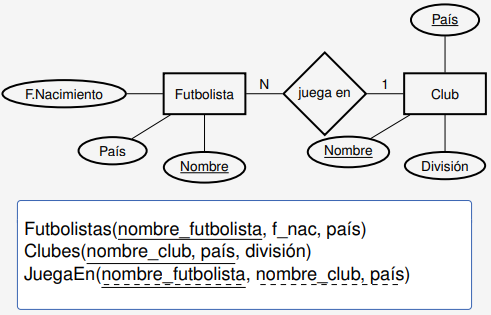 País
F.Nacimiento
Futbolista
N
juega en
1
Club
País
Nombre
Nombre
División
Futbolistas(nombre_futbolista, f_nac, país)
Clubes(nombre_club, país, división)
JuegaEn(nombre_futbolista, nombre_club, país)